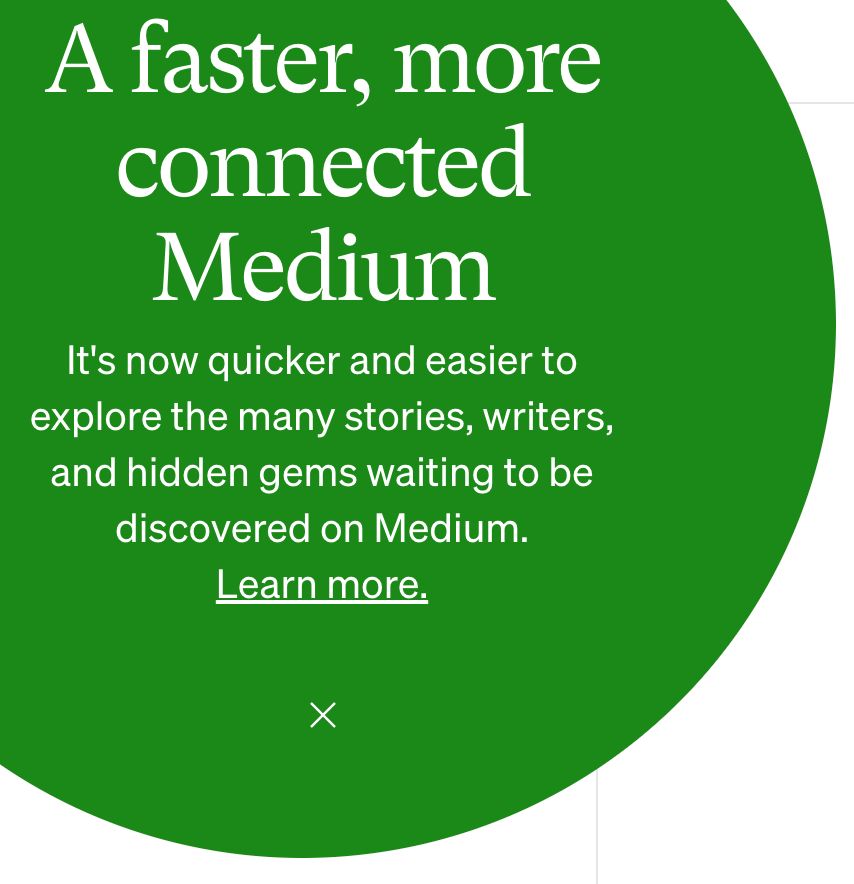 A faster, more
connected
Medium
It's now quicker and easier to
explore the many stories, writers,
and hidden gems waiting to be
discovered on Medium.
Learn more.